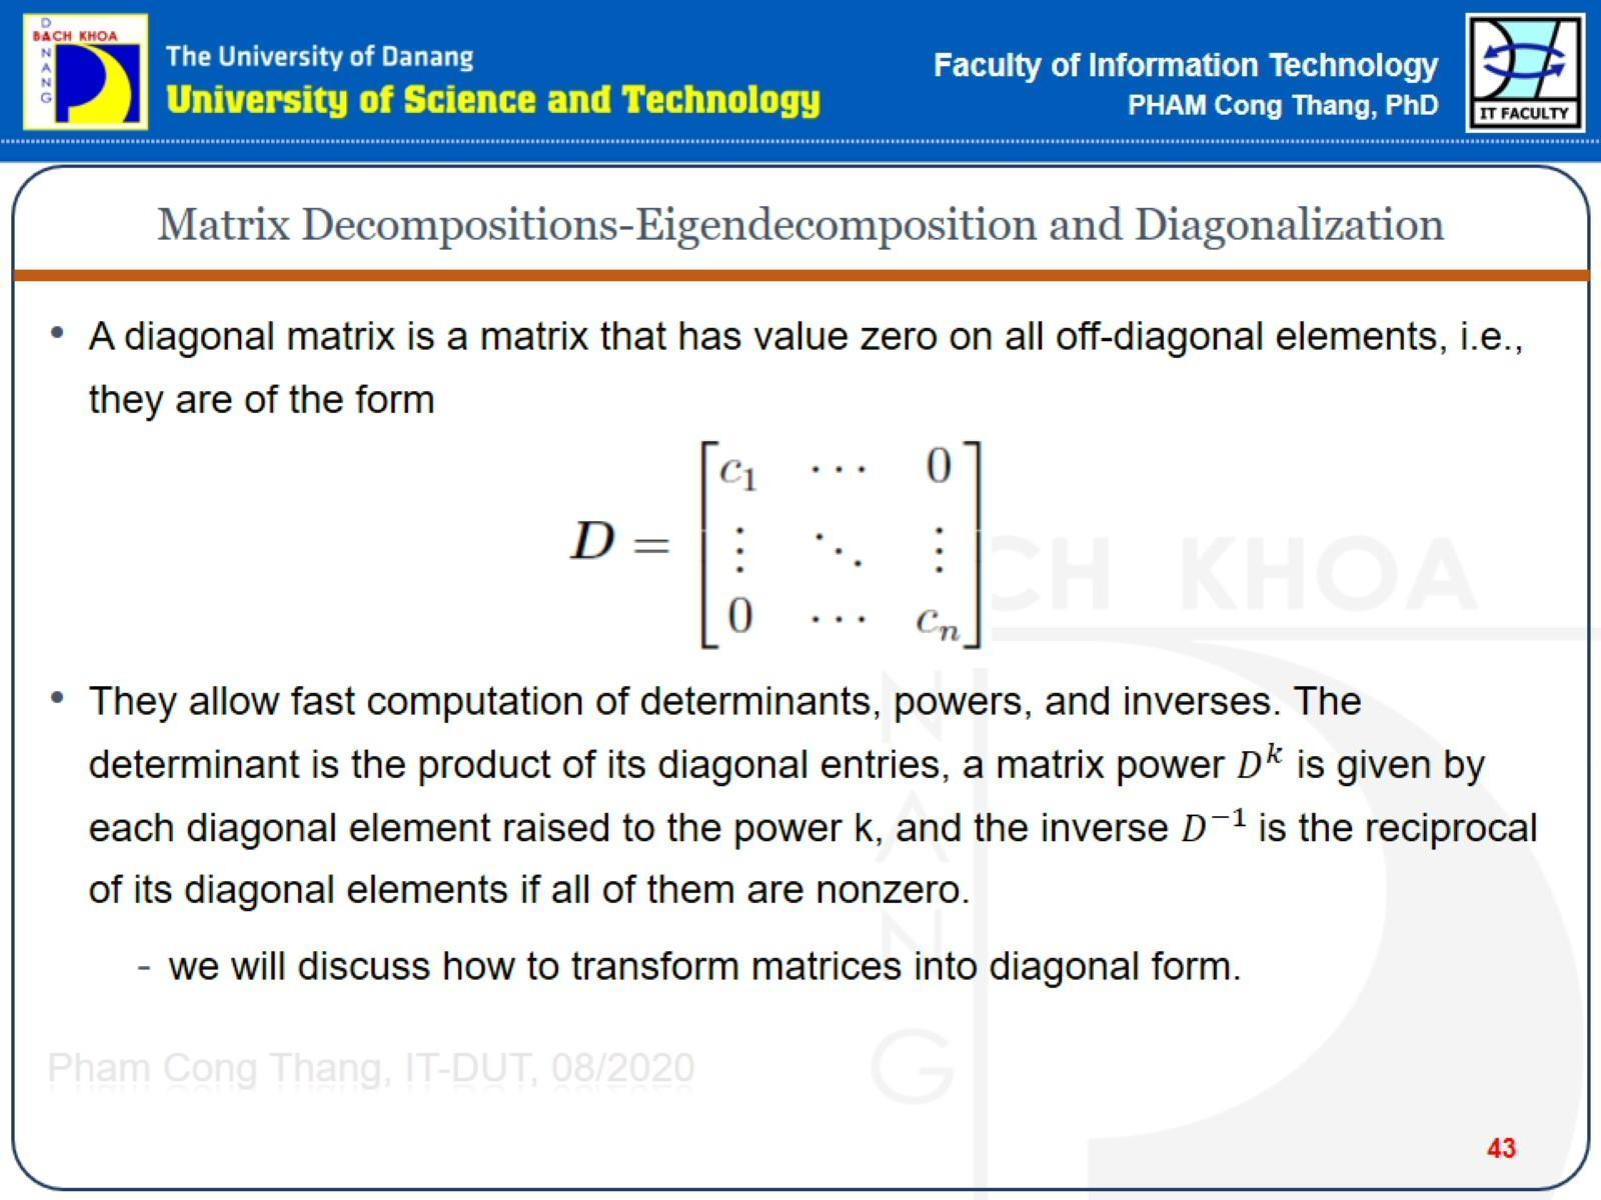 DANANG
BACH KHOA
The University of Danang
University of Science and Technology
Faculty of Information Technology
PHAM Cong Thang, PhD
IT FACULTY
Matrix Decompositions-Eigendecomposition and Diagonalization
• A diagonal matrix is a matrix that has value zero on all off-diagonal elements, i.e.,
they are of the form
D = [c₁ ⋯ 0
⋮ ⋱ ⋮
0 ⋯ cₙ]
CH KHOA
• They allow fast computation of determinants, powers, and inverses. The
determinant is the product of its diagonal entries, a matrix power Dᵏ is given by
each diagonal element raised to the power k, and the inverse D⁻¹ is the reciprocal
of its diagonal elements if all of them are nonzero.
- we will discuss how to transform matrices into diagonal form.
NANG
Pham Cong Thang, IT-DUT, 08/2020
43